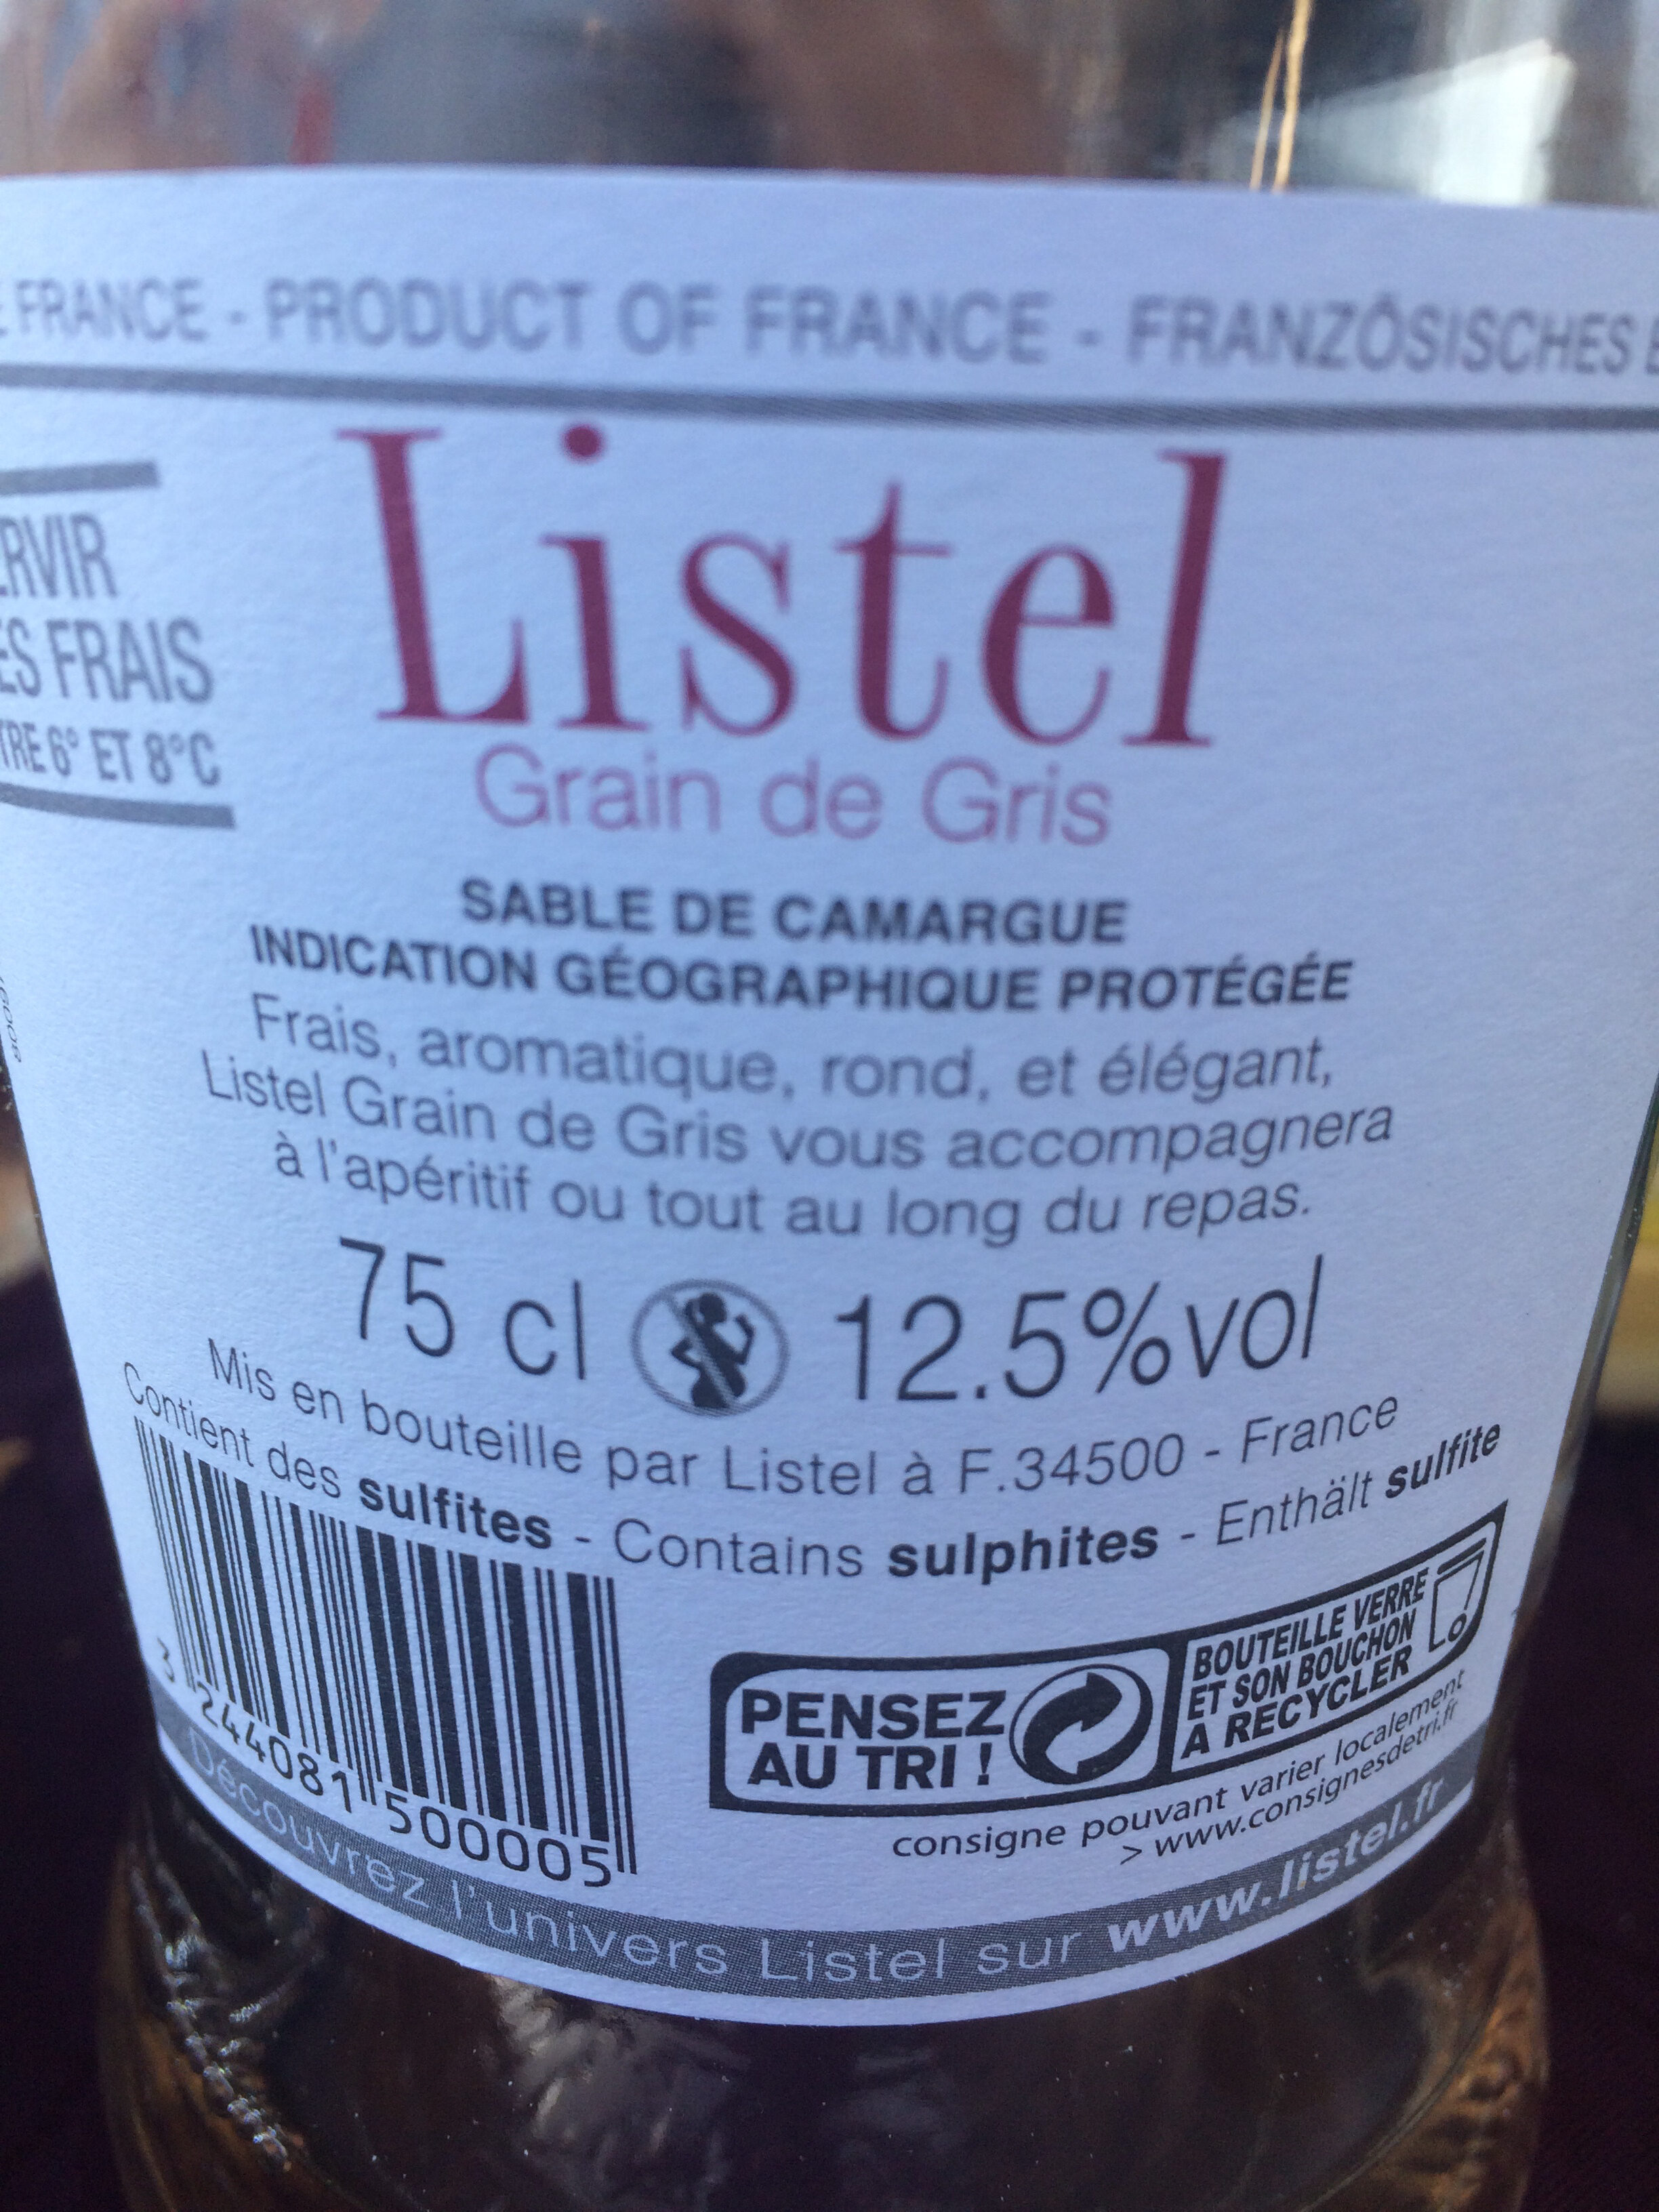 FRANCE - PRODUCT OF FRANCE - FRANZÖSISCHES
ERVIR
ES FRAIS
TRE 6° ET 8°C
Listel
Grain de Gris
SABLE DE CAMARGUE
INDICATION GÉOGRAPHIQUE PROTÉGÉE
Frais, aromatique, rond, et élégant,
Listel Grain de Gris vous accompagnera
à l'apéritif ou tout au long du repas.
75 cl 12.5%vol
Mis en bouteille par Listel à F.34500 - France
Contient des sulfites - Contains sulphites - Enthält sulfite
3 244081 500005
PENSEZ
AU TRI !
BOUTEILLE VERRE
ET SON BOUCHON
A RECYCLER
consigne pouvant varier localement
> www.consignesdetri.fr
Découvrez l'univers Listel sur www.listel.fr